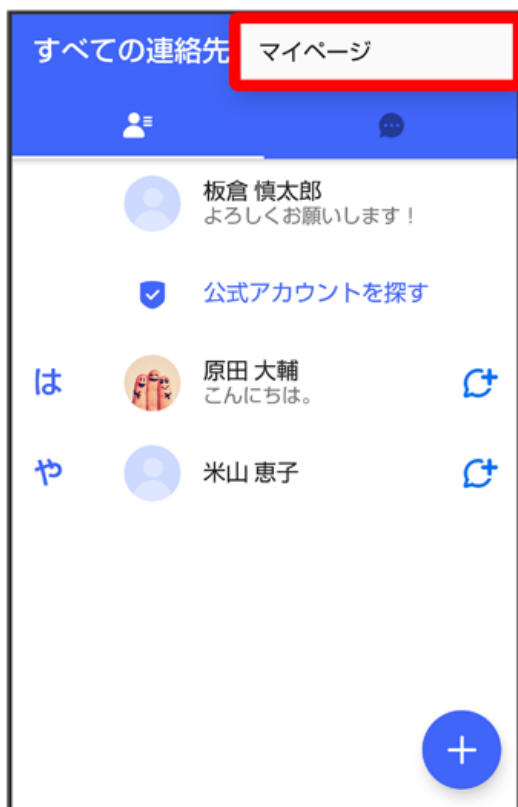 すべての連絡先
マイページ
板倉 慎太郎
よろしくお願いします！
公式アカウントを探す
は
原田 大輔
こんにちは。
や
米山 恵子